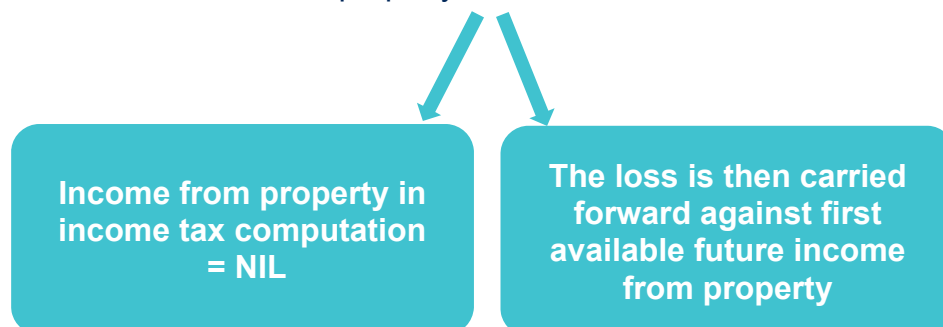 Income from property in
income tax computation
= NIL
The loss is then carried
forward against first
available future income
from property